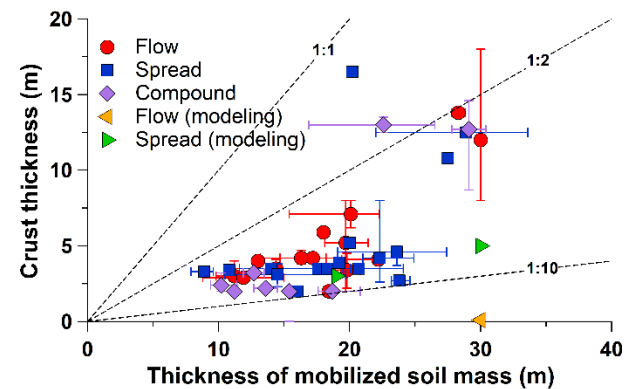 Crust thickness (m)
20
15
10
5
0
Flow
Spread
Compound
Flow (modeling)
Spread (modeling)
1:1
1:2
1:10
0
10
20
30
40
Thickness of mobilized soil mass (m)